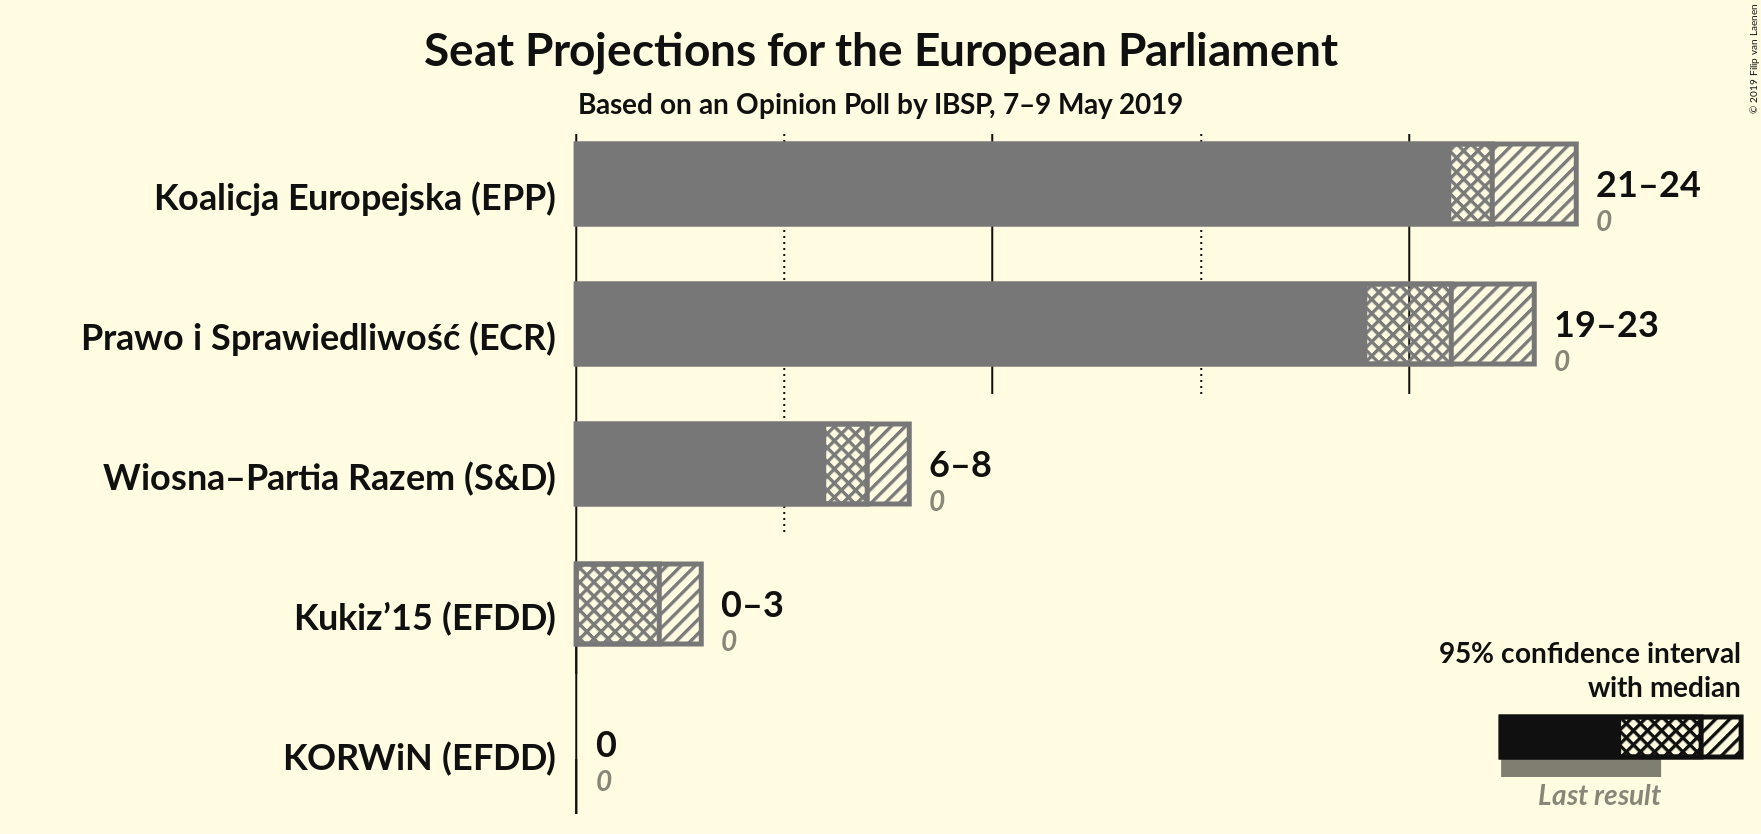 Seat Projections for the European Parliament
Based on an Opinion Poll by IBSP, 7–9 May 2019
© 2019 Filip van Laenen
Koalicja Europejska (EPP)
21–24
0
Prawo i Sprawiedliwość (ECR)
19–23
0
Wiosna–Partia Razem (S&D)
6–8
0
Kukiz’15 (EFDD)
0–3
0
KORWiN (EFDD)
0
0
95% confidence interval
with median
Last result